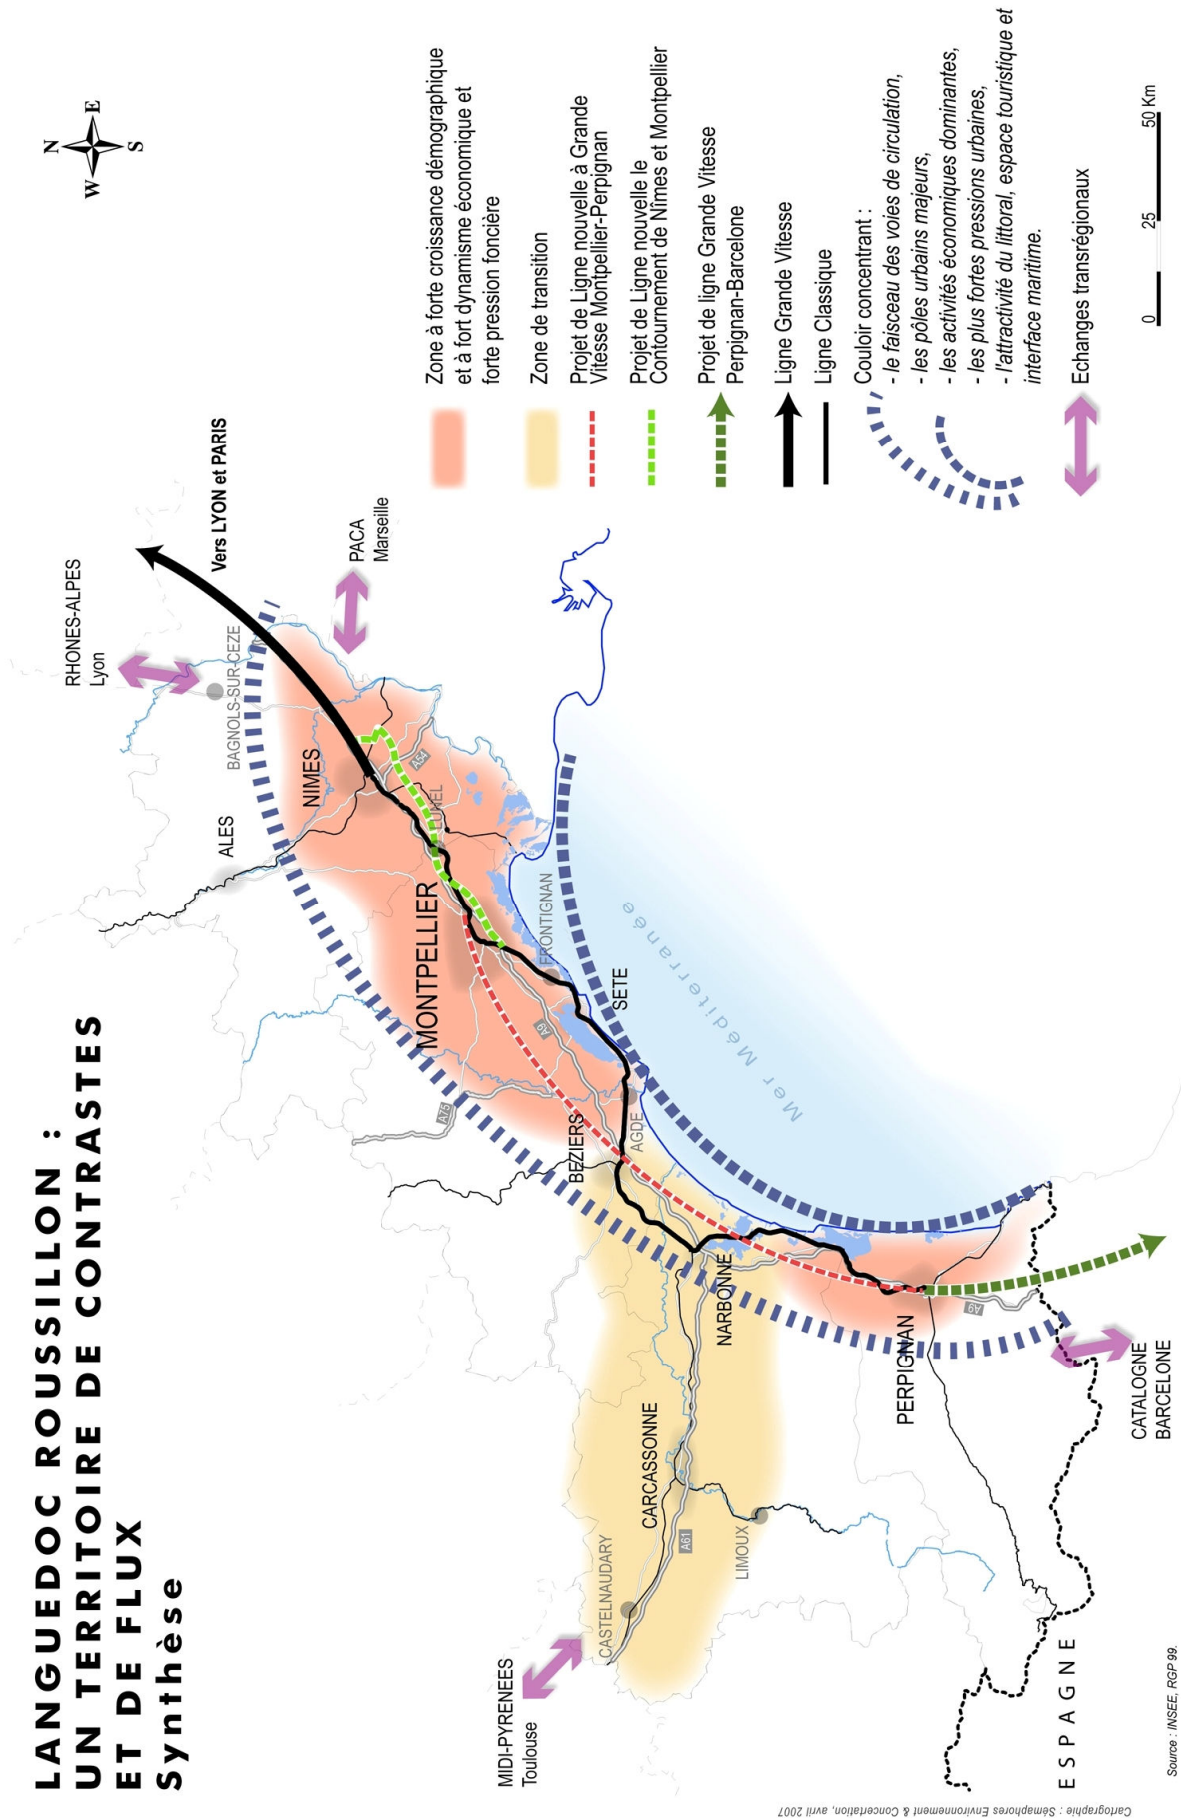 LANGUEDOC ROUSSILLON :
UN TERRITOIRE DE CONTRASTES
ET DE FLUX
Synthèse
N
W
E
S
RHONES-ALPES
Lyon
Vers LYON et PARIS
PACA
Marseille
BAGNOLS-SUR-CEZE
ALES
NIMES
A54
LUNEL
MONTPELLIER
FRONTIGNAN
SETE
A9
A75
BEZIERS
AGDE
Mer Méditerranée
NARBONNE
CARCASSONNE
CASTELNAUDARY
A61
LIMOUX
MIDI-PYRENEES
Toulouse
PERPIGNAN
A9
CATALOGNE
BARCELONE
ESPAGNE
Zone à forte croissance démographique
et à fort dynamisme économique et
forte pression foncière
Zone de transition
Projet de Ligne nouvelle à Grande
Vitesse Montpellier-Perpignan
Projet de Ligne nouvelle le
Contournement de Nîmes et Montpellier
Projet de ligne Grande Vitesse
Perpignan-Barcelone
Ligne Grande Vitesse
Ligne Classique
Couloir concentrant :
- le faisceau des voies de circulation,
- les pôles urbains majeurs,
- les activités économiques dominantes,
- les plus fortes pressions urbaines,
- l'attractivité du littoral, espace touristique et
interface maritime.
Echanges transrégionaux
0 25 50 Km
Source : INSEE, RGP 99.
Cartographie : Sémaphores Environnement & Concertation, avril 2007